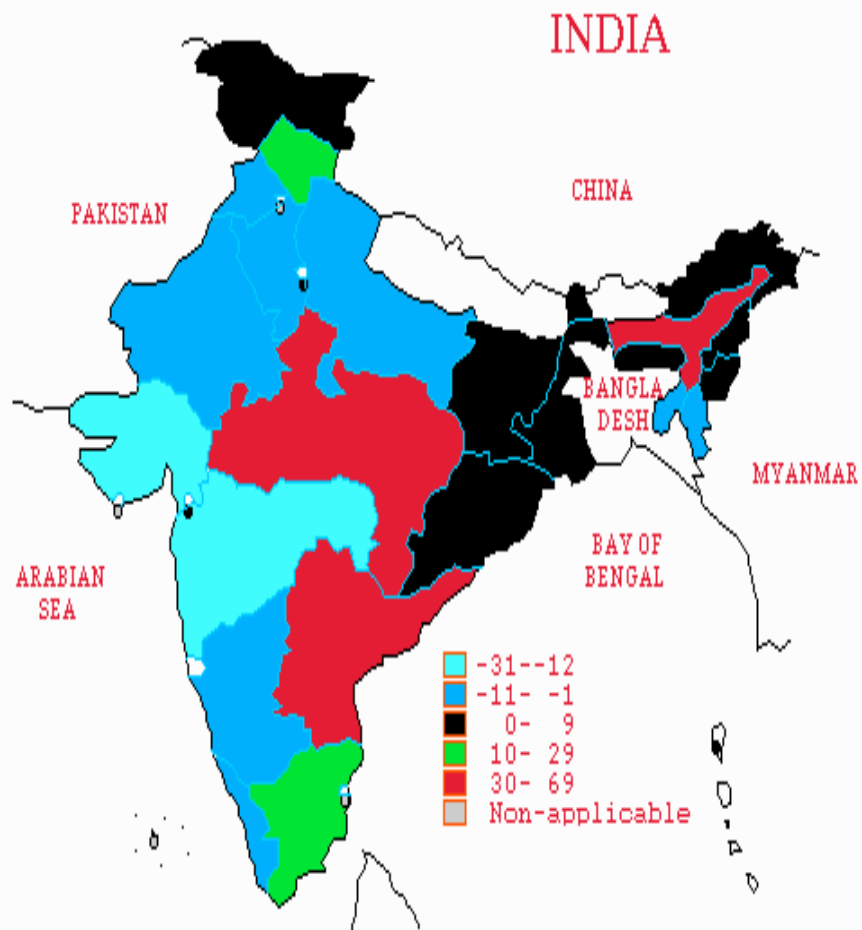 INDIA
CHINA
PAKISTAN
BANGLA
DESH
MYANMAR
BAY OF
BENGAL
ARABIAN
SEA
-31--12
-11- -1
0- 9
10- 29
30- 69
Non-applicable